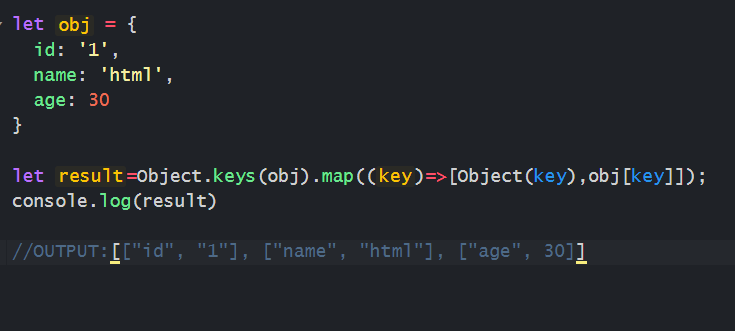 let obj = {
  id: '1',
  name: 'html',
  age: 30
}
let result=Object.keys(obj).map((key)=>[Object(key),obj[key]]);
console.log(result)
//OUTPUT:[["id", "1"], ["name", "html"], ["age", 30]]